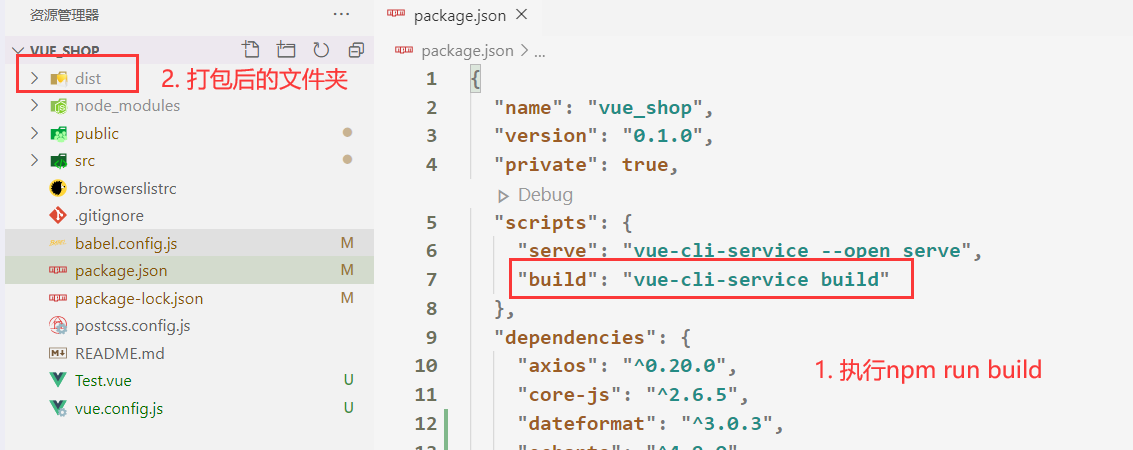 资源管理器
···
VUE_SHOP
dist
2. 打包后的文件夹
node_modules
public
src
.browserslistrc
.gitignore
babel.config.js M
package.json M
package-lock.json M
postcss.config.js
README.md
Test.vue U
vue.config.js U
package.json
package.json > ...
1 {
2 "name": "vue_shop",
3 "version": "0.1.0",
4 "private": true,
Debug
5 "scripts": {
6 "serve": "vue-cli-service --open serve",
7 "build": "vue-cli-service build"
8 },
9 "dependencies": {
10 "axios": "^0.20.0",
1. 执行npm run build
11 "core-js": "^2.6.5",
12 "dateformat": "^3.0.3",